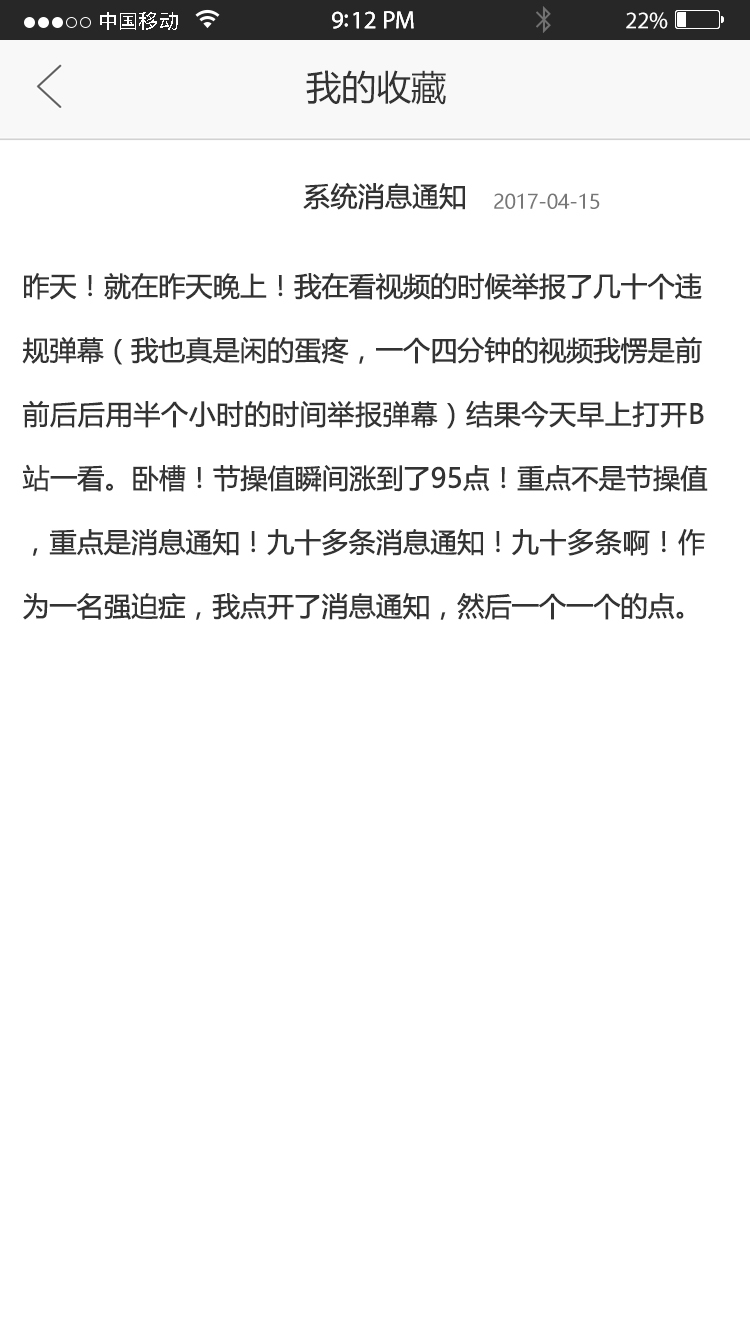 中国移动 9:12 PM 22%
我的收藏
系统消息通知 2017-04-15
昨天！就在昨天晚上！我在看视频的时候举报了几十个违
规弹幕（我也真是闲的蛋疼，一个四分钟的视频我愣是前
前后后用半个小时的时间举报弹幕）结果今天早上打开B
站一看。卧槽！节操值瞬间涨到了95点！重点不是节操值
，重点是消息通知！九十多条消息通知！九十多条啊！作
为一名强迫症，我点开了消息通知，然后一个一个的点。